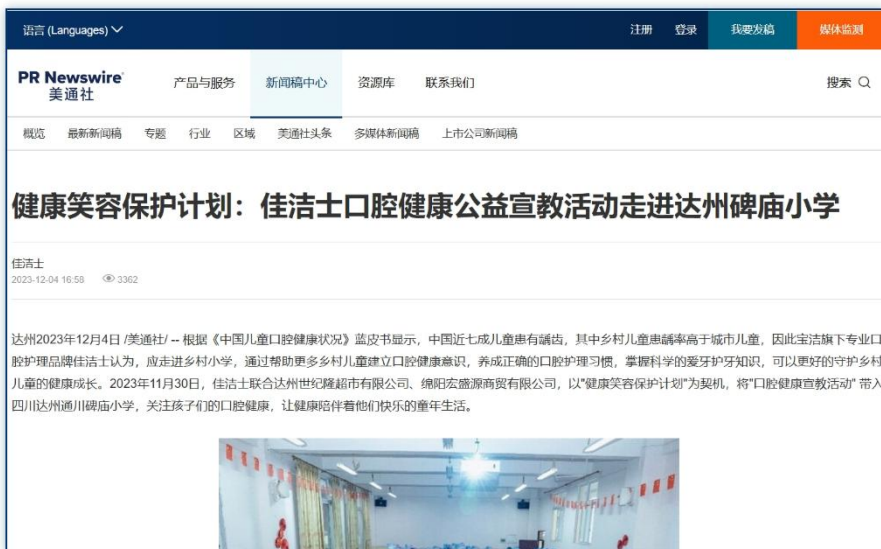 语言 (Languages)
注册 登录 我要发稿 媒体监测
PR Newswire
美通社
产品与服务 新闻稿中心 资源库 联系我们 搜索
概览 最新新闻稿 专题 行业 区域 美通社头条 多媒体新闻稿 上市公司新闻稿
健康笑容保护计划：佳洁士口腔健康公益宣教活动走进达州碑庙小学
佳洁士
2023-12-04 16:58 3362
达州2023年12月4日 /美通社/ -- 根据《中国儿童口腔健康状况》蓝皮书显示，中国近七成儿童患有龋齿，其中乡村儿童患龋率高于城市儿童，因此宝洁旗下专业口
腔护理品牌佳洁士认为，应走进乡村小学，通过帮助更多乡村儿童建立口腔健康意识，养成正确的口腔护理习惯，掌握科学的爱牙护牙知识，可以更好的守护乡村
儿童的健康成长。2023年11月30日，佳洁士联合达州世纪隆超市有限公司、绵阳宏盛源商贸有限公司，以"健康笑容保护计划"为契机，将"口腔健康宣教活动" 带入
四川达州通川碑庙小学，关注孩子们的口腔健康，让健康陪伴着他们快乐的童年生活。